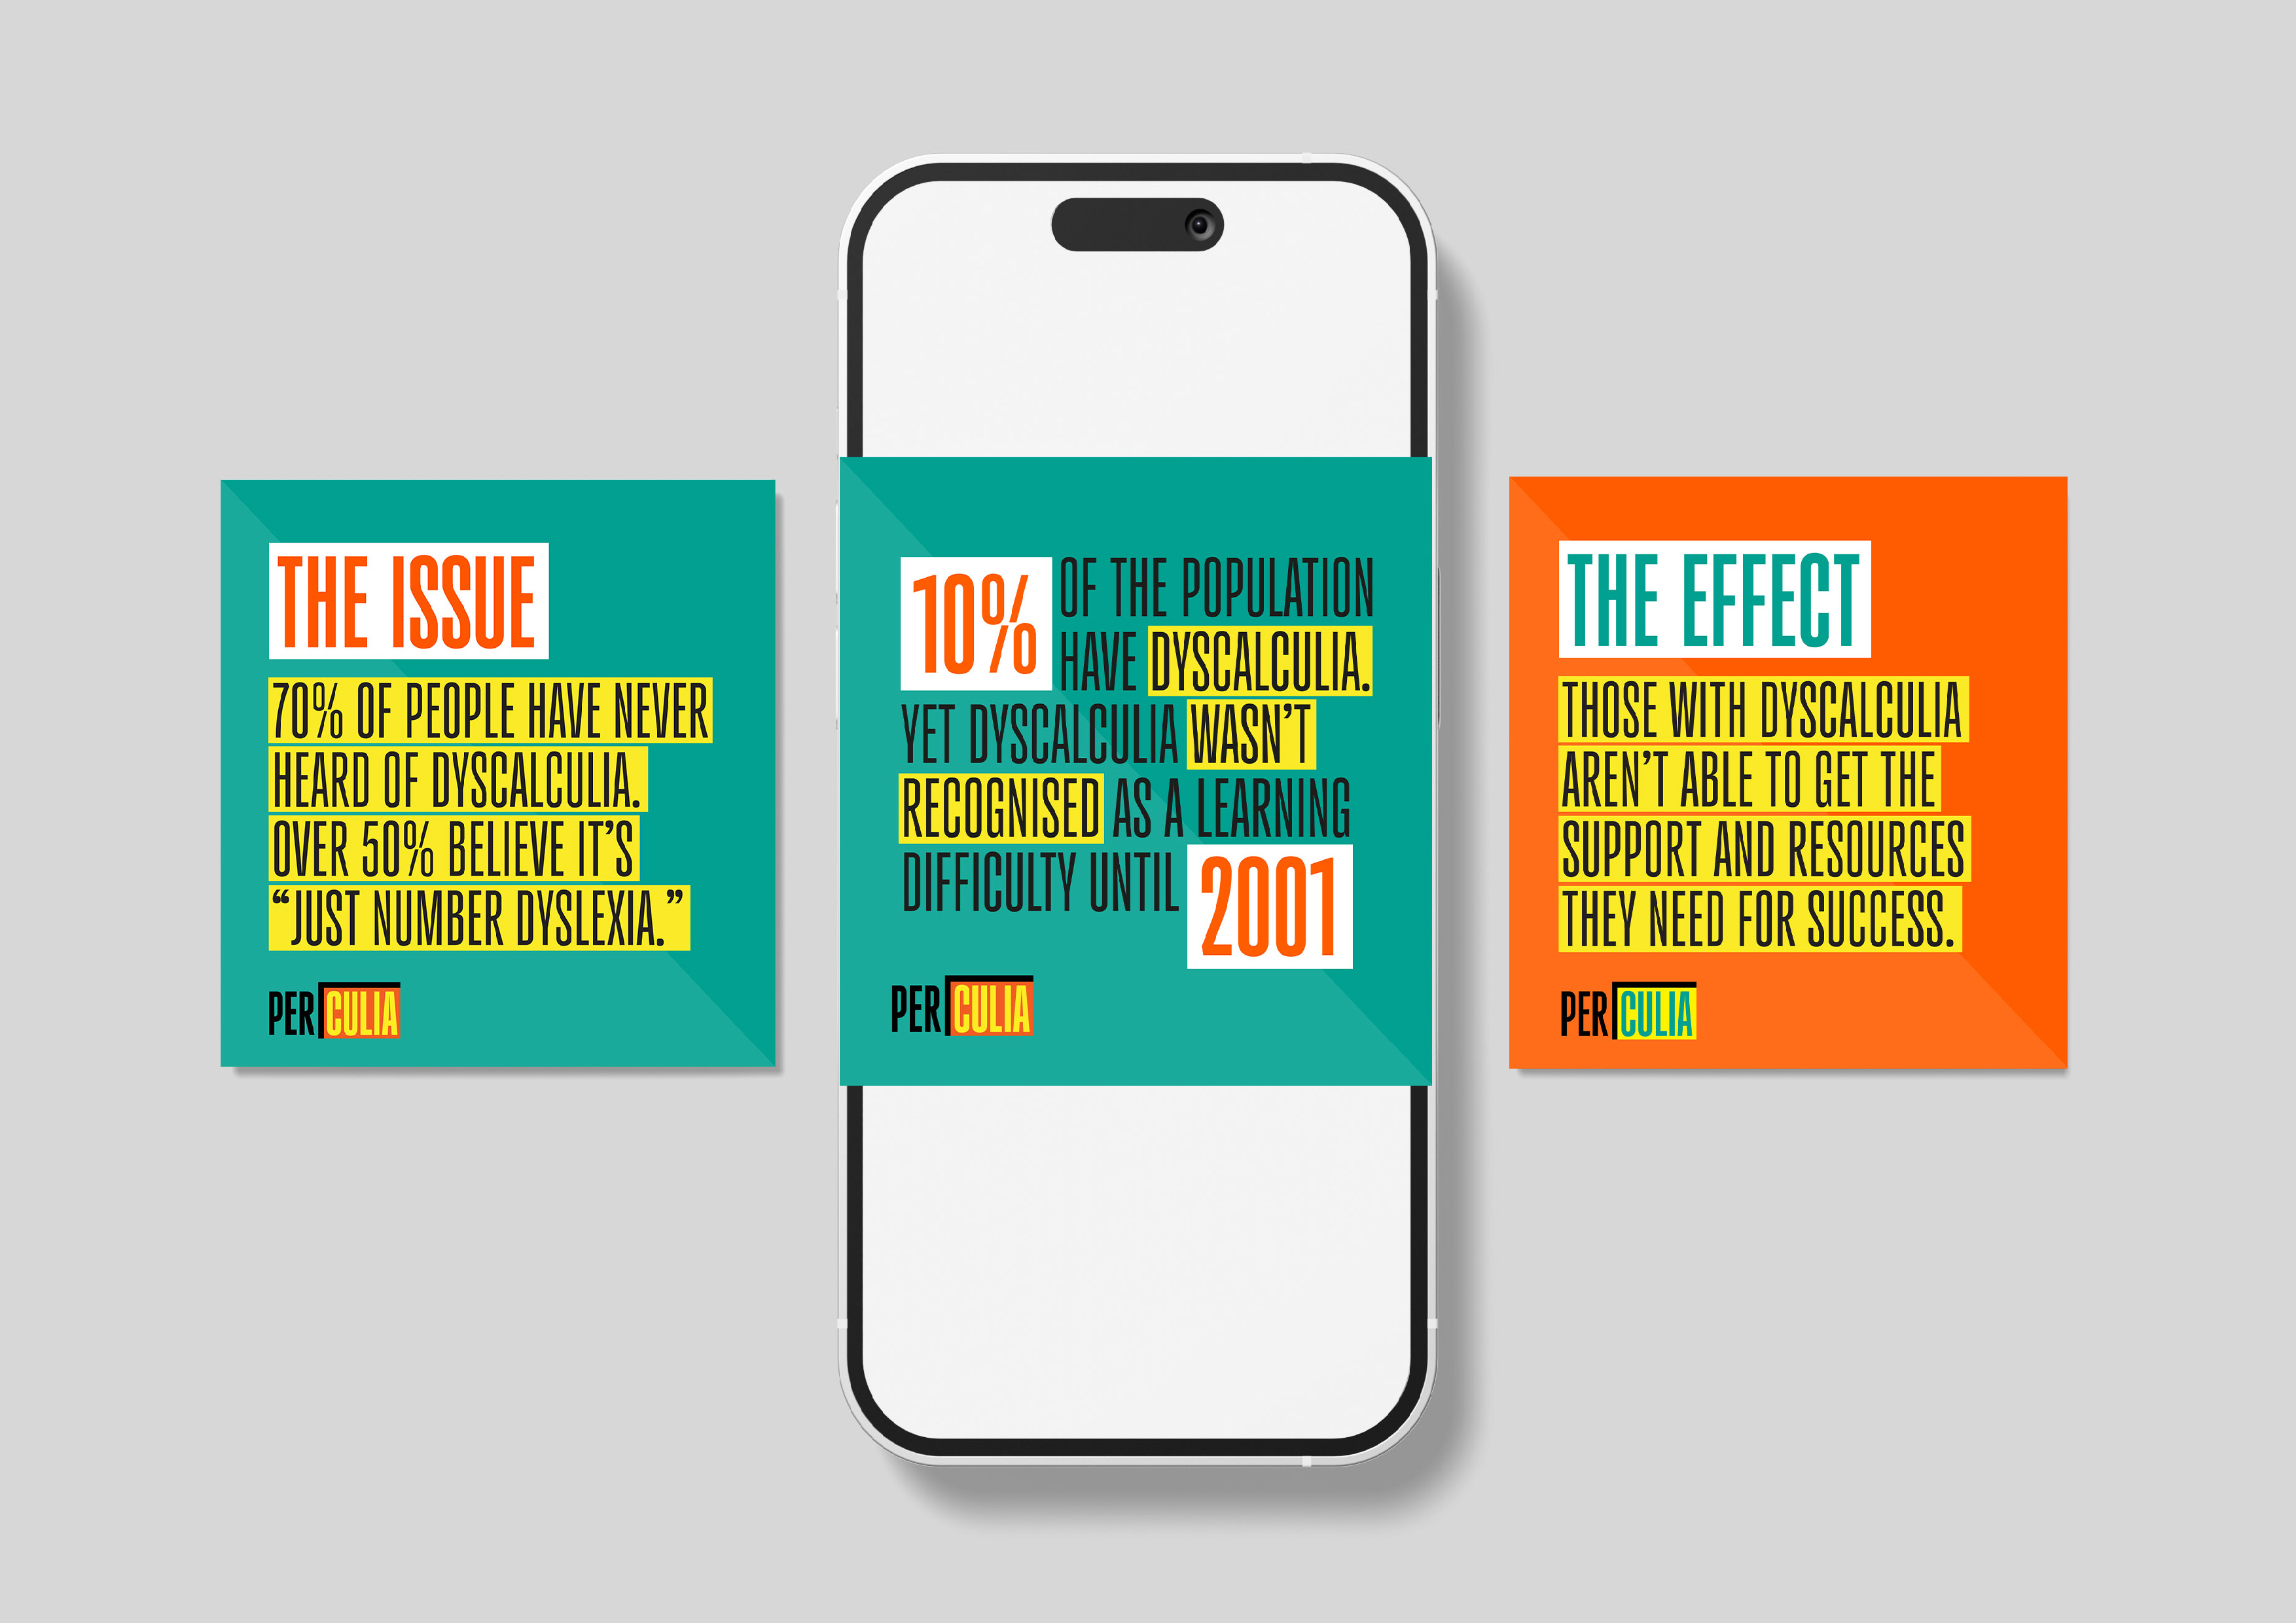 THE ISSUE
70% OF PEOPLE HAVE NEVER
HEARD OF DYSCALCULIA.
OVER 50% BELIEVE IT’S
“JUST NUMBER DYSLEXIA.”
PER CULIA
10% OF THE POPULATION
HAVE DYSCALCULIA.
YET DYSCALCULIA WASN’T
RECOGNISED AS A LEARNING
DIFFICULTY UNTIL 2001
PER CULIA
THE EFFECT
THOSE WITH DYSCALCULIA
AREN’T ABLE TO GET THE
SUPPORT AND RESOURCES
THEY NEED FOR SUCCESS.
PER CULIA